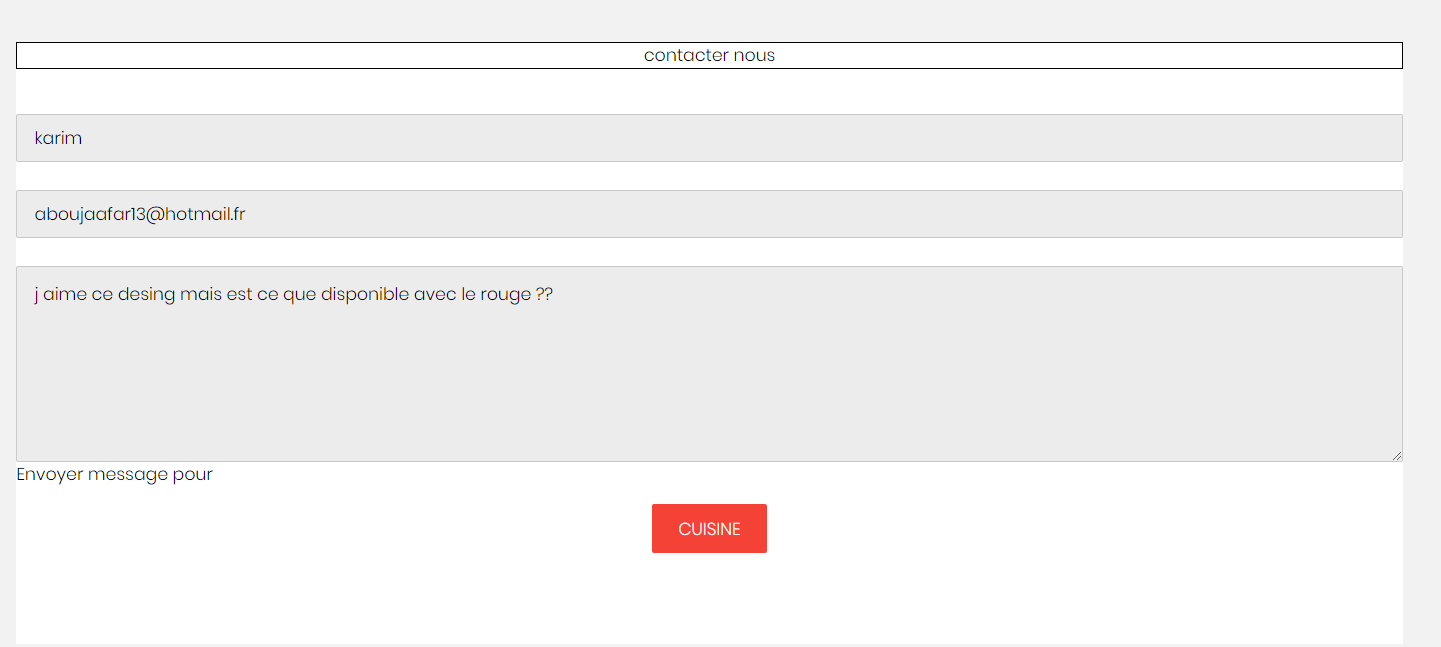 contacter nous
karim
aboujaafar13@hotmail.fr
j aime ce desing mais est ce que disponible avec le rouge ??
Envoyer message pour
CUISINE